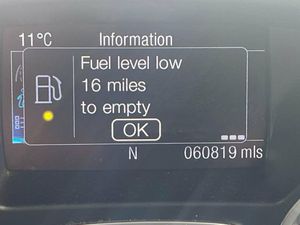 11°C Information
Fuel level low
16 miles
to empty
OK
N 060819 mls